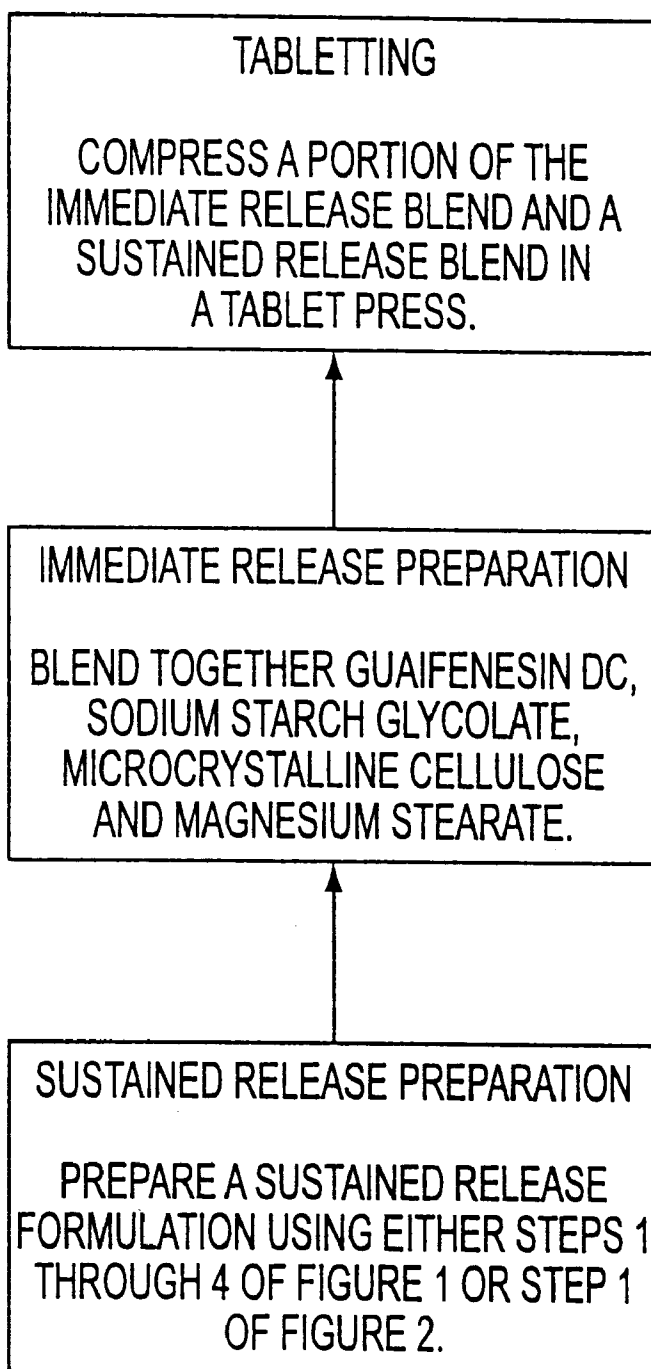 TABLETTING
COMPRESS A PORTION OF THE
IMMEDIATE RELEASE BLEND AND A
SUSTAINED RELEASE BLEND IN
A TABLET PRESS.
IMMEDIATE RELEASE PREPARATION
BLEND TOGETHER GUAIFENESIN DC,
SODIUM STARCH GLYCOLATE,
MICROCRYSTALLINE CELLULOSE
AND MAGNESIUM STEARATE.
SUSTAINED RELEASE PREPARATION
PREPARE A SUSTAINED RELEASE
FORMULATION USING EITHER STEPS 1
THROUGH 4 OF FIGURE 1 OR STEP 1
OF FIGURE 2.